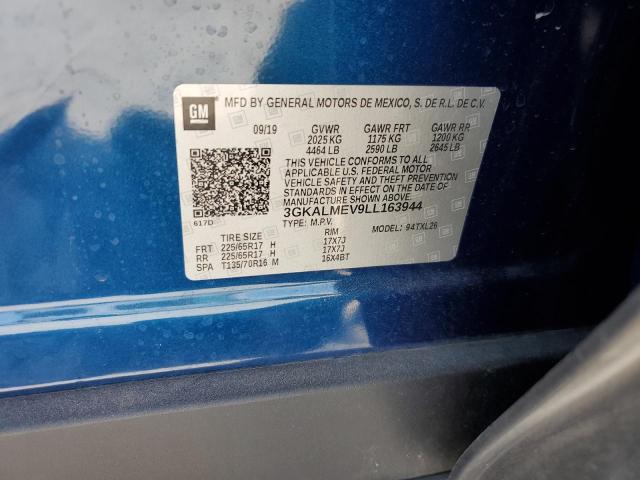 GM
MFD BY GENERAL MOTORS DE MEXICO, S. DE R.L. DE C.V.
09/19 GVWR GAWR FRT GAWR RR
2025 KG 1175 KG 1200 KG
4464 LB 2590 LB 2645 LB
THIS VEHICLE CONFORMS TO ALL
APPLICABLE U.S. FEDERAL MOTOR
VEHICLE SAFETY AND THEFT PREVENTION
STANDARDS IN EFFECT ON THE DATE OF
MANUFACTURE SHOWN ABOVE.
617D
3GKALMEV9LL163944
TYPE: M.P.V. MODEL: 94TXL26
TIRE SIZE RIM
FRT 225/65R17 H 17X7J
RR 225/65R17 H 17X7J
SPA T135/70R16 M 16X4BT